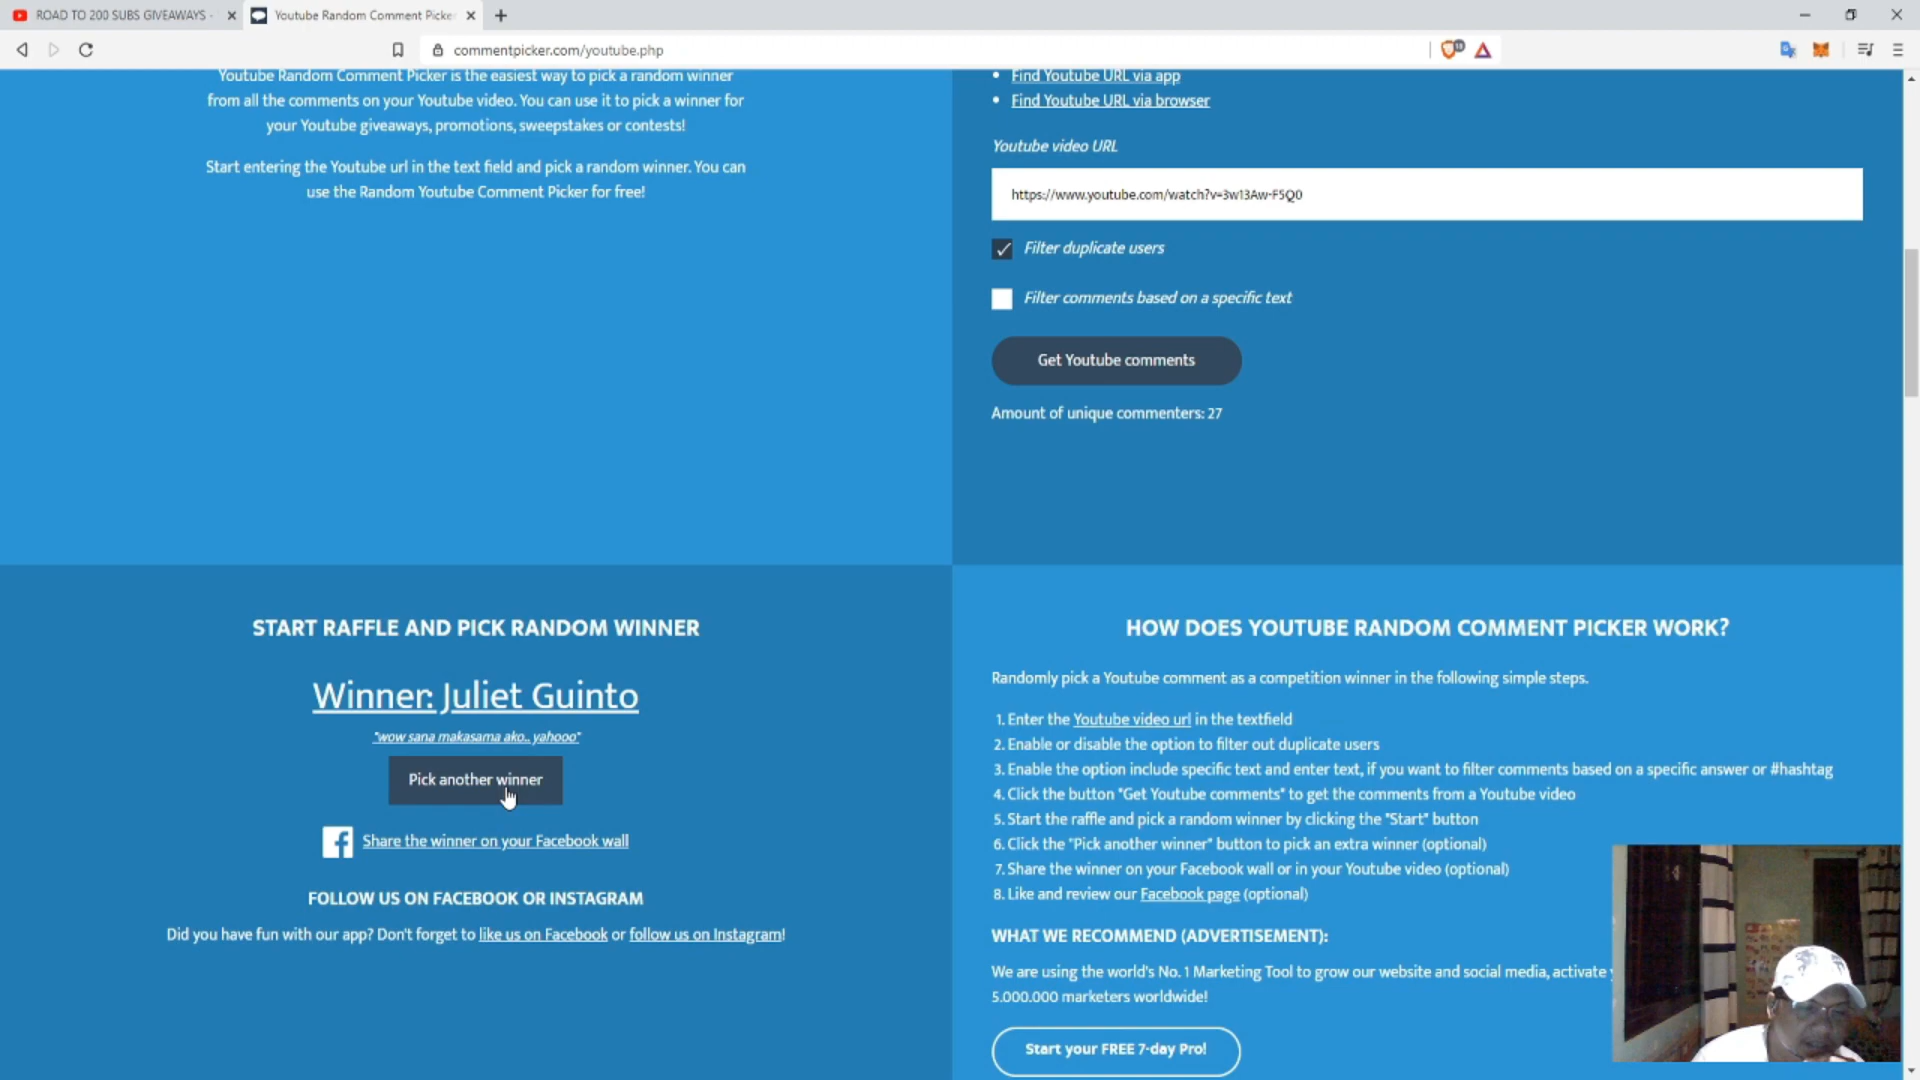 ROAD TO 200 SUBS GIVEAWAYS -
Youtube Random Comment Picke
commentpicker.com/youtube.php
Youtube Random Comment Picker is the easiest way to pick a random winner
from all the comments on your Youtube video. You can use it to pick a winner for
your Youtube giveaways, promotions, sweepstakes or contests!
Start entering the Youtube url in the text field and pick a random winner. You can
use the Random Youtube Comment Picker for free!
• Find Youtube URL via app
• Find Youtube URL via browser
Youtube video URL
https://www.youtube.com/watch?v=3w13Aw-F5Q0
Filter duplicate users
Filter comments based on a specific text
Get Youtube comments
Amount of unique commenters: 27
START RAFFLE AND PICK RANDOM WINNER
Winner: Juliet Guinto
"wow sana makasama ako.. yahooo"
Pick another winner
Share the winner on your Facebook wall
FOLLOW US ON FACEBOOK OR INSTAGRAM
Did you have fun with our app? Don't forget to like us on Facebook or follow us on Instagram!
HOW DOES YOUTUBE RANDOM COMMENT PICKER WORK?
Randomly pick a Youtube comment as a competition winner in the following simple steps.
1. Enter the Youtube video url in the textfield
2. Enable or disable the option to filter out duplicate users
3. Enable the option include specific text and enter text, if you want to filter comments based on a specific answer or #hashtag
4. Click the button "Get Youtube comments" to get the comments from a Youtube video
5. Start the raffle and pick a random winner by clicking the "Start" button
6. Click the "Pick another winner" button to pick an extra winner (optional)
7. Share the winner on your Facebook wall or in your Youtube video (optional)
8. Like and review our Facebook page (optional)
WHAT WE RECOMMEND (ADVERTISEMENT):
We are using the world's No. 1 Marketing Tool to grow our website and social media, activate
5.000.000 marketers worldwide!
Start your FREE 7-day Pro!